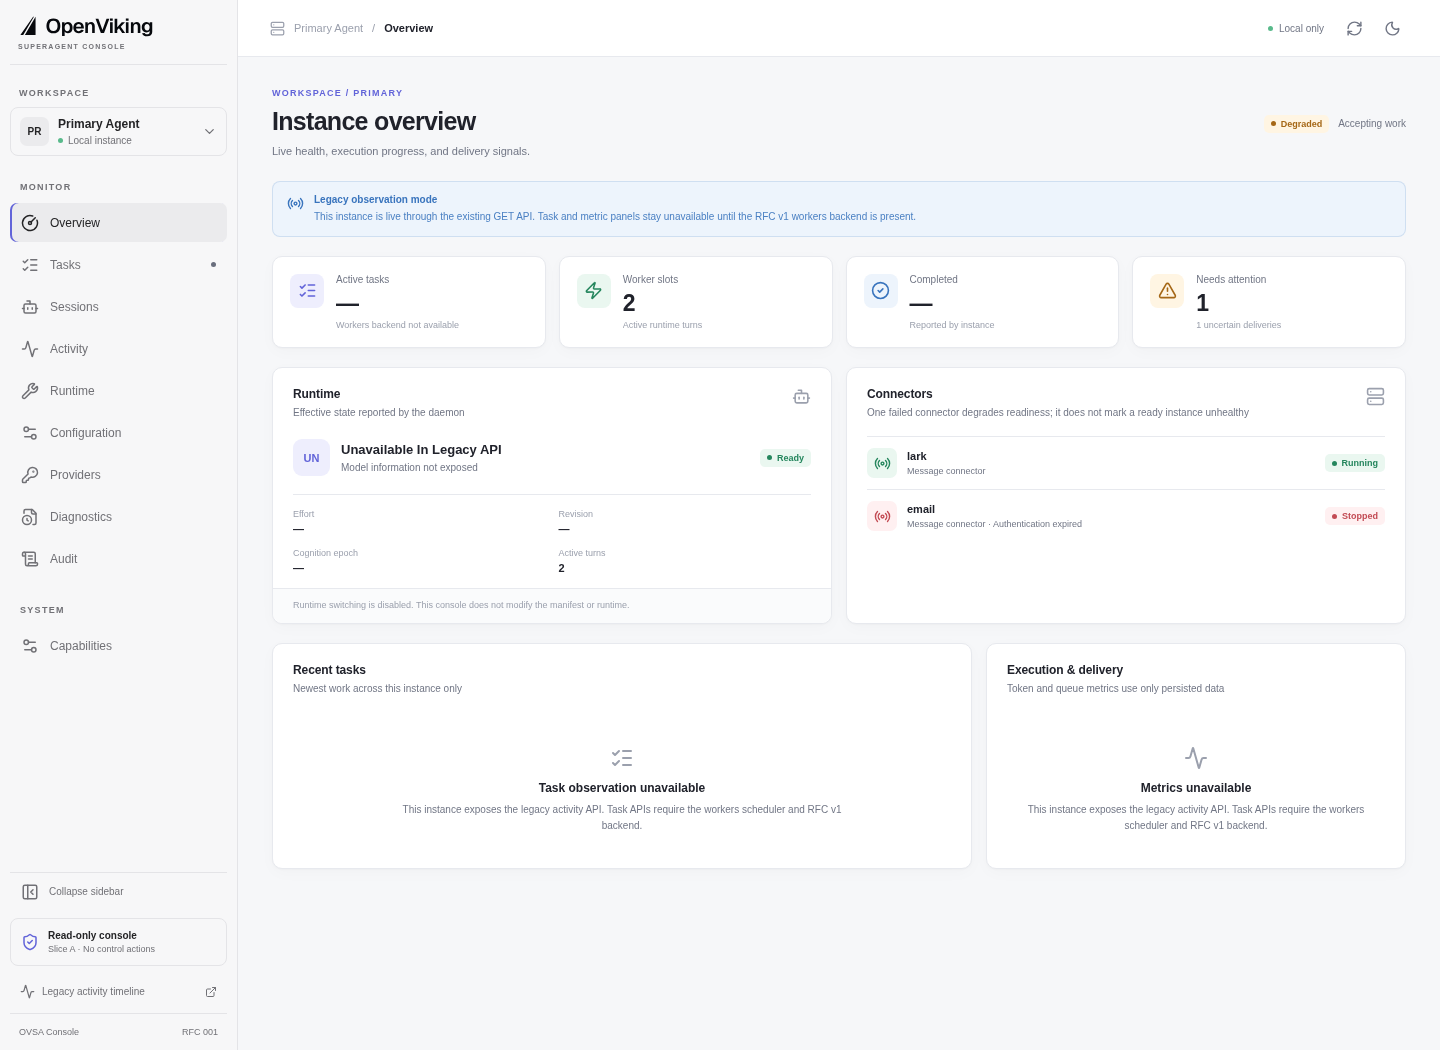 OpenViking
SUPERAGENT CONSOLE
WORKSPACE
PR
Primary Agent
Local instance
MONITOR
Overview
Tasks
Sessions
Activity
Runtime
Configuration
Providers
Diagnostics
Audit
SYSTEM
Capabilities
Collapse sidebar
Read-only console
Slice A · No control actions
Legacy activity timeline
OVSA Console RFC 001
Primary Agent / Overview
Local only
WORKSPACE / PRIMARY
Instance overview
Degraded Accepting work
Live health, execution progress, and delivery signals.
Legacy observation mode
This instance is live through the existing GET API. Task and metric panels stay unavailable until the RFC v1 workers backend is present.
Active tasks
—
Workers backend not available
Worker slots
2
Active runtime turns
Completed
—
Reported by instance
Needs attention
1
1 uncertain deliveries
Runtime
Effective state reported by the daemon
UN
Unavailable In Legacy API
Model information not exposed
Ready
Effort
—
Revision
—
Cognition epoch
—
Active turns
2
Runtime switching is disabled. This console does not modify the manifest or runtime.
Connectors
One failed connector degrades readiness; it does not mark a ready instance unhealthy
lark
Message connector
Running
email
Message connector · Authentication expired
Stopped
Recent tasks
Newest work across this instance only
Task observation unavailable
This instance exposes the legacy activity API. Task APIs require the workers scheduler and RFC v1
backend.
Execution & delivery
Token and queue metrics use only persisted data
Metrics unavailable
This instance exposes the legacy activity API. Task APIs require the workers
scheduler and RFC v1 backend.